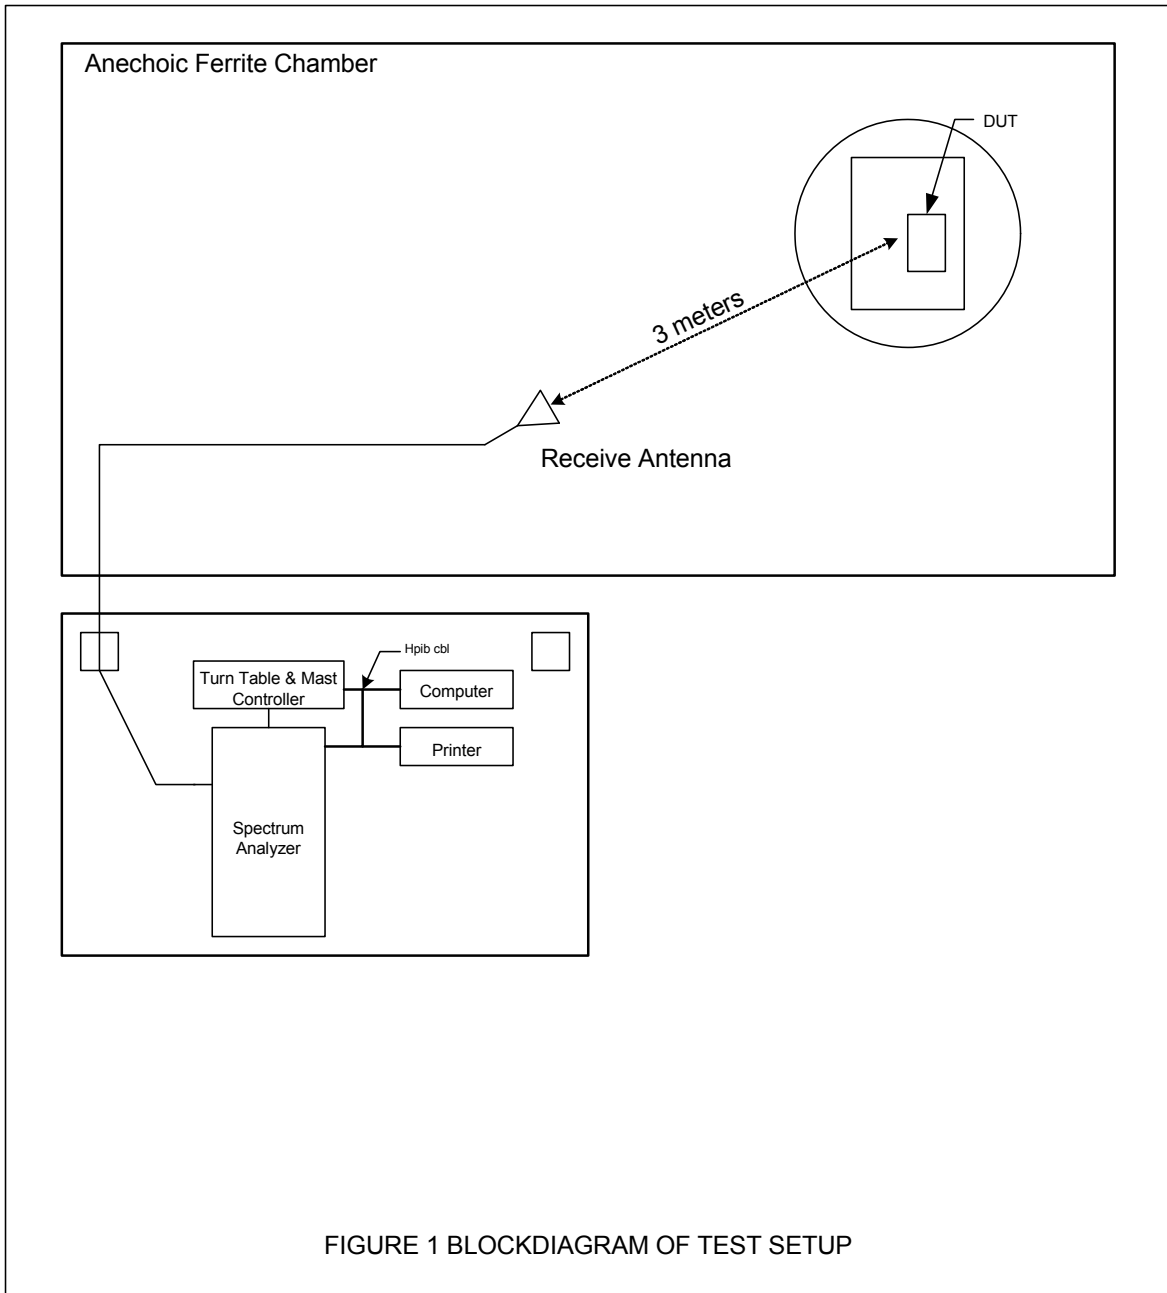 Anechoic Ferrite Chamber
DUT
3 meters
Receive Antenna
Hpib cbl
Turn Table & Mast
Controller
Computer
Printer
Spectrum
Analyzer
FIGURE 1 BLOCKDIAGRAM OF TEST SETUP